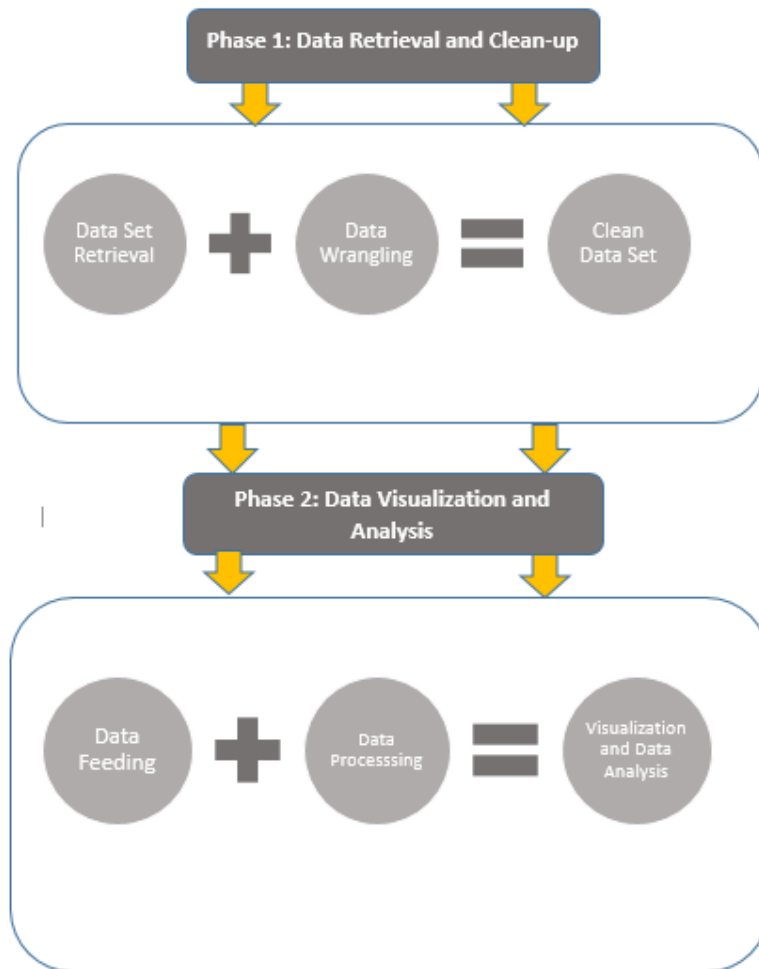 Phase 1: Data Retrieval and Clean-up
Data Set
Retrieval
Data
Wrangling
Clean
Data Set
Phase 2: Data Visualization and
Analysis
Data
Feeding
Data
Processsing
Visualization
and Data
Analysis